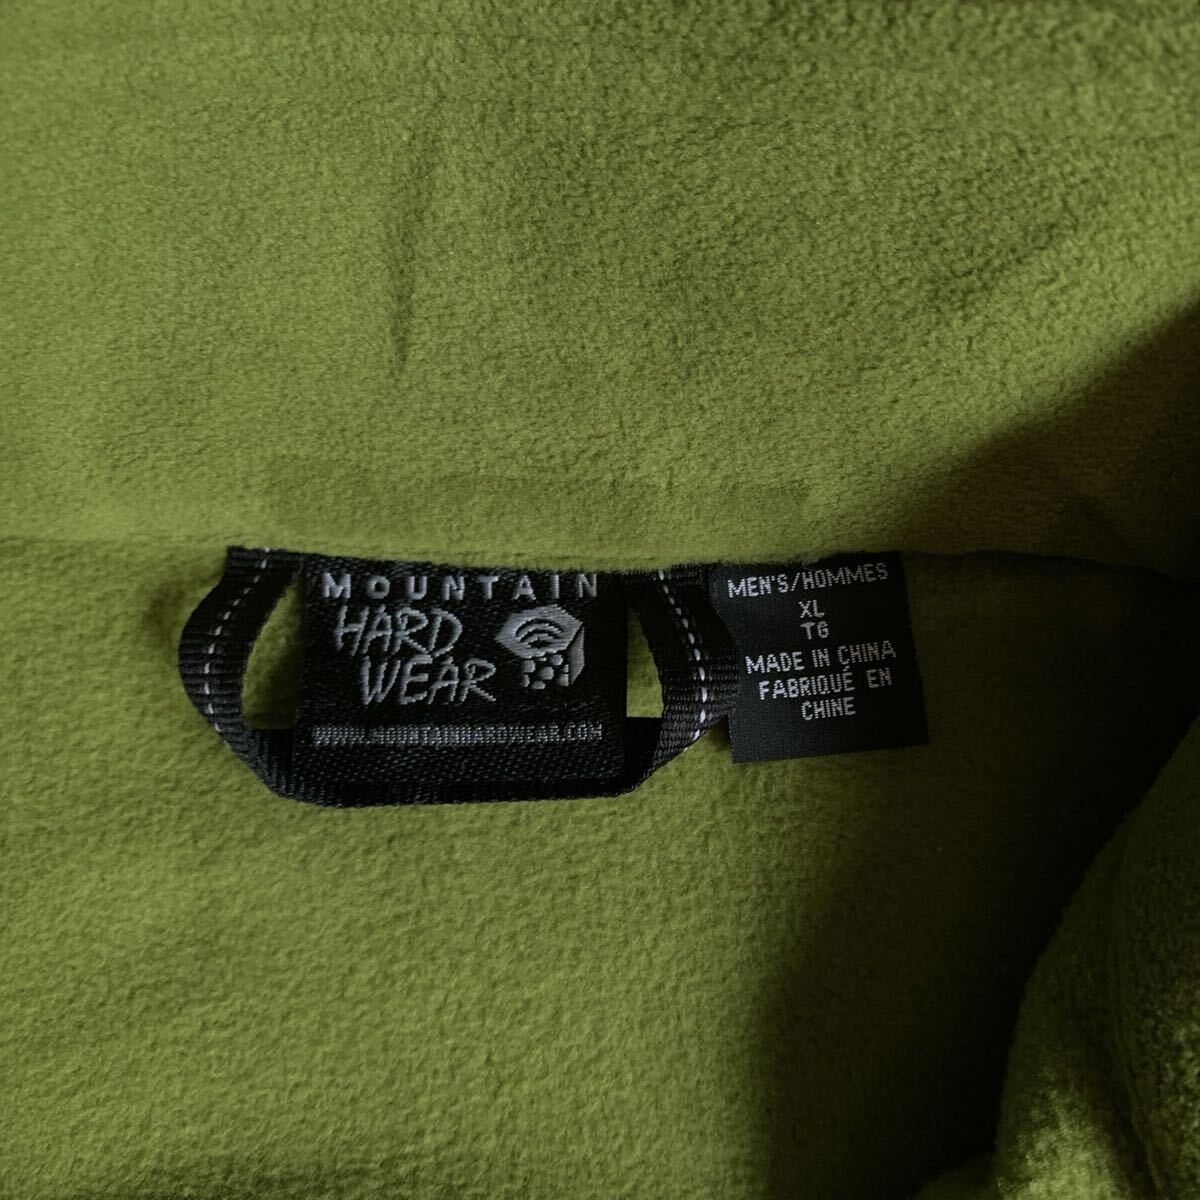 MOUNTAIN
HARD
WEAR
WWW.MOUNTAINHARDWEAR.COM
MEN'S/HOMMES
XL
TG
MADE IN CHINA
FABRIQUÉ EN
CHINE